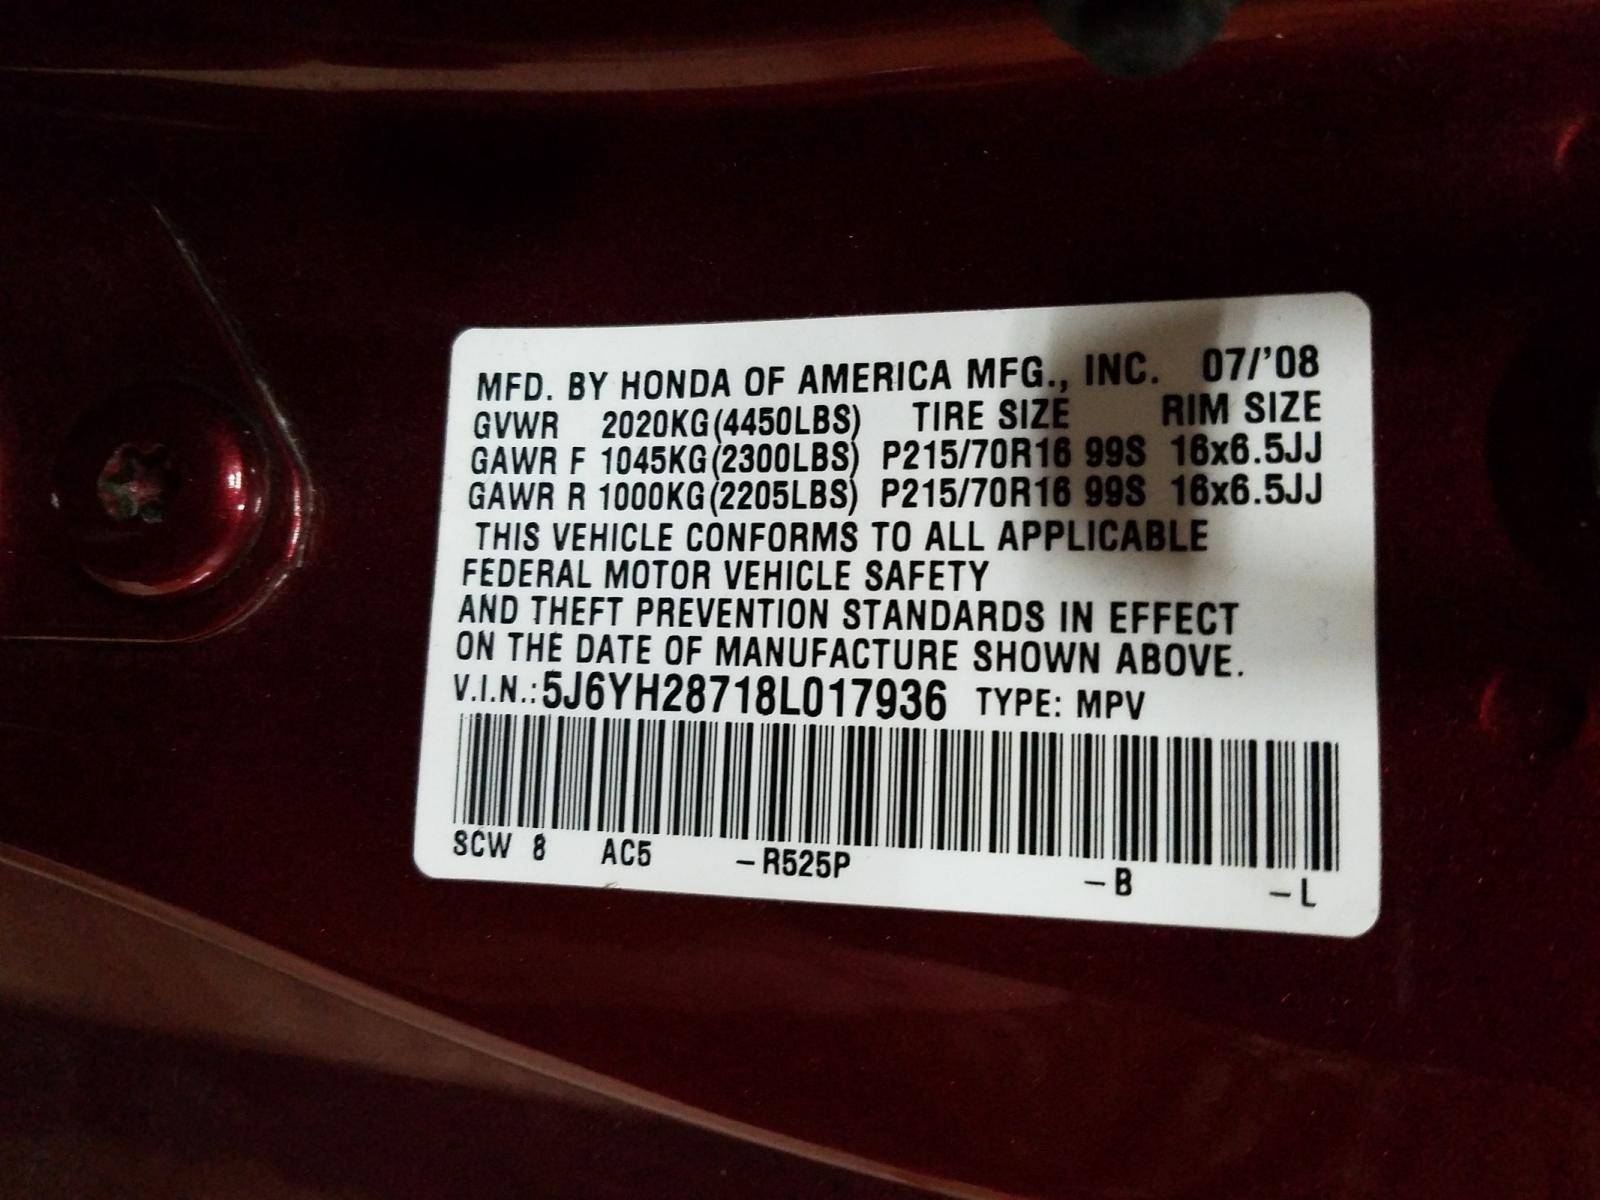 MFD. BY HONDA OF AMERICA MFG., INC. 07/'08
GVWR 2020KG(4450LBS) TIRE SIZE RIM SIZE
GAWR F 1045KG(2300LBS) P215/70R16 99S 16x6.5JJ
GAWR R 1000KG(2205LBS) P215/70R16 99S 16x6.5JJ
THIS VEHICLE CONFORMS TO ALL APPLICABLE
FEDERAL MOTOR VEHICLE SAFETY
AND THEFT PREVENTION STANDARDS IN EFFECT
ON THE DATE OF MANUFACTURE SHOWN ABOVE.
V.I.N.:5J6YH28718L017936 TYPE: MPV
SCW 8 AC5 -R525P -B -L